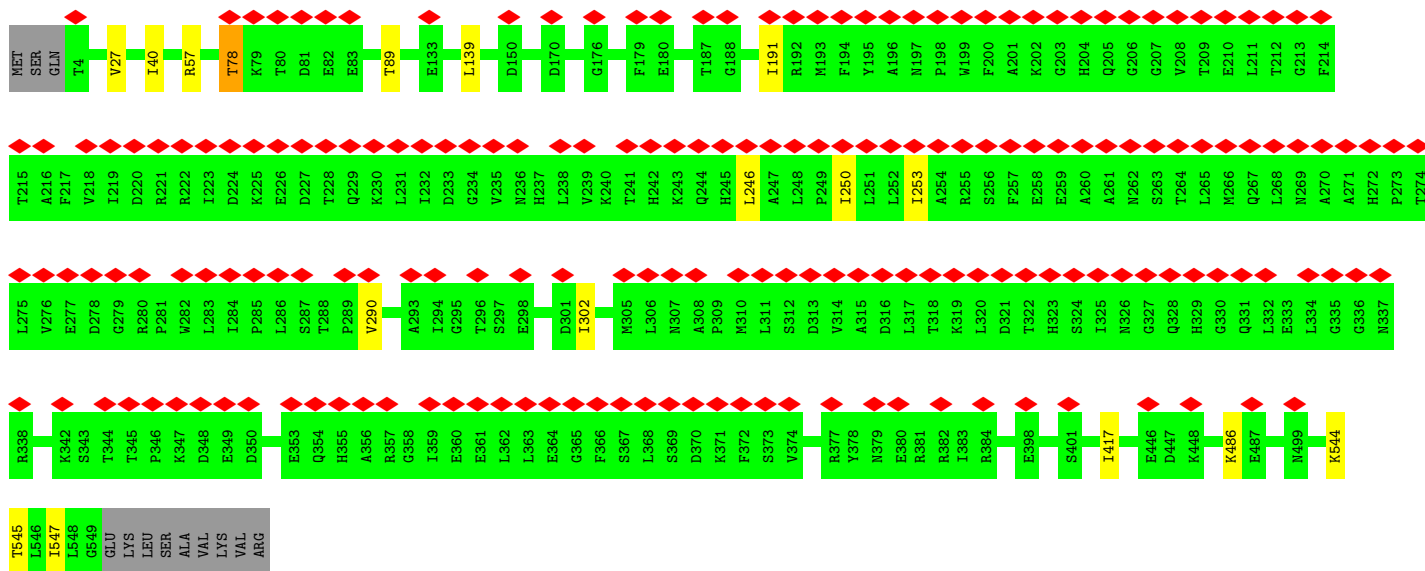 MET SER GLN T4 V27 I40 R57 T78 K79 T80 D81 E82 E83 T89 E133 L139 D150 D170 G176 F179 E180 T187 G188 I191 R192 M193 F194 Y195 A196 N197 P198 W199 F200 A201 K202 G203 H204 Q205 G206 G207 V208 T209 E210 L211 T212 G213 F214
T215 A216 F217 V218 I219 D220 R221 R222 I223 D224 K225 E226 D227 T228 Q229 K230 L231 I232 D233 G234 V235 N236 H237 L238 V239 K240 T241 H242 K243 Q244 H245 L246 A247 L248 P249 I250 L251 L252 I253 A254 R255 S256 F257 E258 E259 A260 A261 N262 S263 T264 L265 M266 Q267 L268 N269 A270 A271 H272 P273 T274
L275 V276 E277 D278 G279 R280 P281 W282 L283 I284 P285 L286 S287 T288 P289 V290 A293 I294 G295 T296 S297 E298 D301 I302 M305 L306 N307 A308 P309 M310 L311 S312 D313 V314 A315 D316 L317 T318 K319 L320 D321 T322 H323 S324 I325 N326 G327 Q328 H329 G330 Q331 L332 E333 L334 G335 G336 N337
R338 K342 S343 T344 T345 P346 K347 D348 E349 D350 E353 Q354 H355 A356 R357 G358 I359 E360 E361 L362 L363 E364 G365 F366 S367 L368 S369 D370 K371 F372 S373 V374 R377 Y378 N379 E380 R381 R382 I383 R384 E398 S401 I417 E446 D447 K448 K486 E487 N499 K544
T545 L546 I547 L548 G549 GLU LYS LEU SER ALA VAL LYS VAL ARG